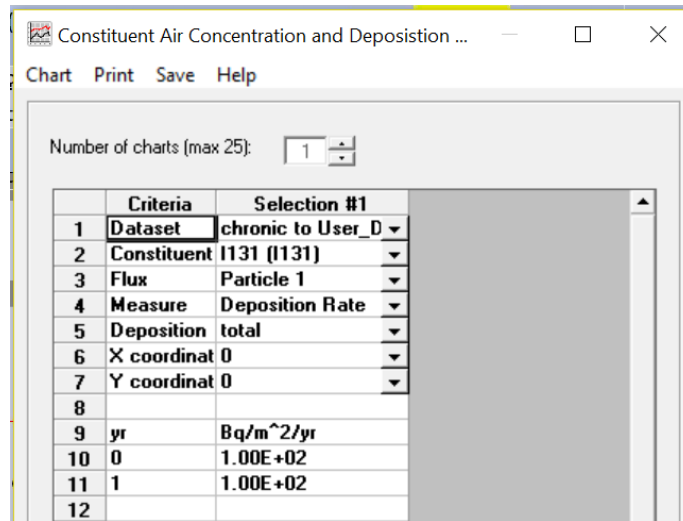 Constituent Air Concentration and Deposistion ...
Chart Print Save Help
Number of charts (max 25): 1
Criteria Selection #1
1 Dataset chronic to User_D
2 Constituent I131 (I131)
3 Flux Particle 1
4 Measure Deposition Rate
5 Deposition total
6 X coordinat 0
7 Y coordinat 0
8
9 yr Bq/m^2/yr
10 0 1.00E+02
11 1 1.00E+02
12